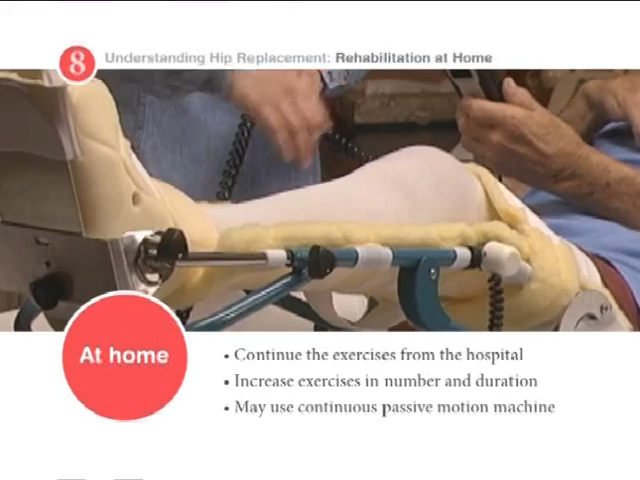 8 Understanding Hip Replacement: Rehabilitation at Home
At home
• Continue the exercises from the hospital
• Increase exercises in number and duration
• May use continuous passive motion machine